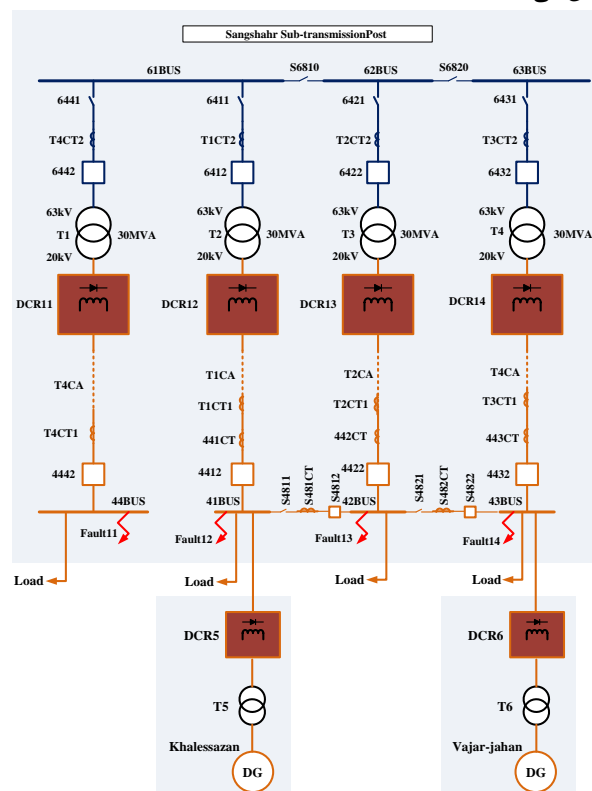 Sangshahr Sub-transmissionPost
61BUS S6810 62BUS S6820 63BUS
6441 6411 6421 6431
T4CT2 T1CT2 T2CT2 T3CT2
6442 6412 6422 6432
63kV 63kV 63kV 63kV
T1 30MVA T2 30MVA T3 30MVA T4 30MVA
20kV 20kV 20kV 20kV
DCR11 DCR12 DCR13 DCR14
T4CA T1CA T2CA T4CA
T1CT1 T2CT1 T3CT1
T4CT1 441CT 442CT 443CT
4442 4412 4422 4432
S4811 S481CT S4812 S4821 S482CT S4822
44BUS 41BUS 42BUS 43BUS
Fault11 Fault12 Fault13 Fault14
Load Load Load Load
DCR5 DCR6
T5 T6
Khalessazan Vajar-jahan
DG DG